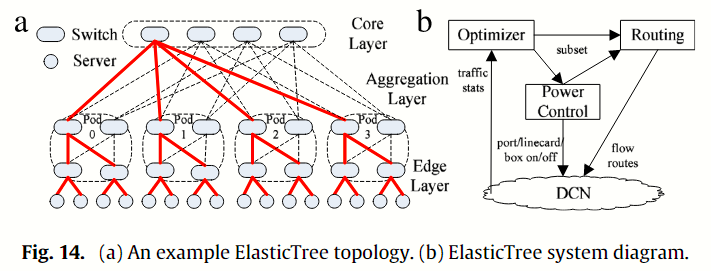 a
Switch
Server
Core
Layer
Aggregation
Layer
Pod
0
Pod
1
Pod
2
Pod
3
Edge
Layer
b
Optimizer
Routing
subset
traffic
stats
Power
Control
port/linecard/
box on/off
flow
routes
DCN
Fig. 14. (a) An example ElasticTree topology. (b) ElasticTree system diagram.